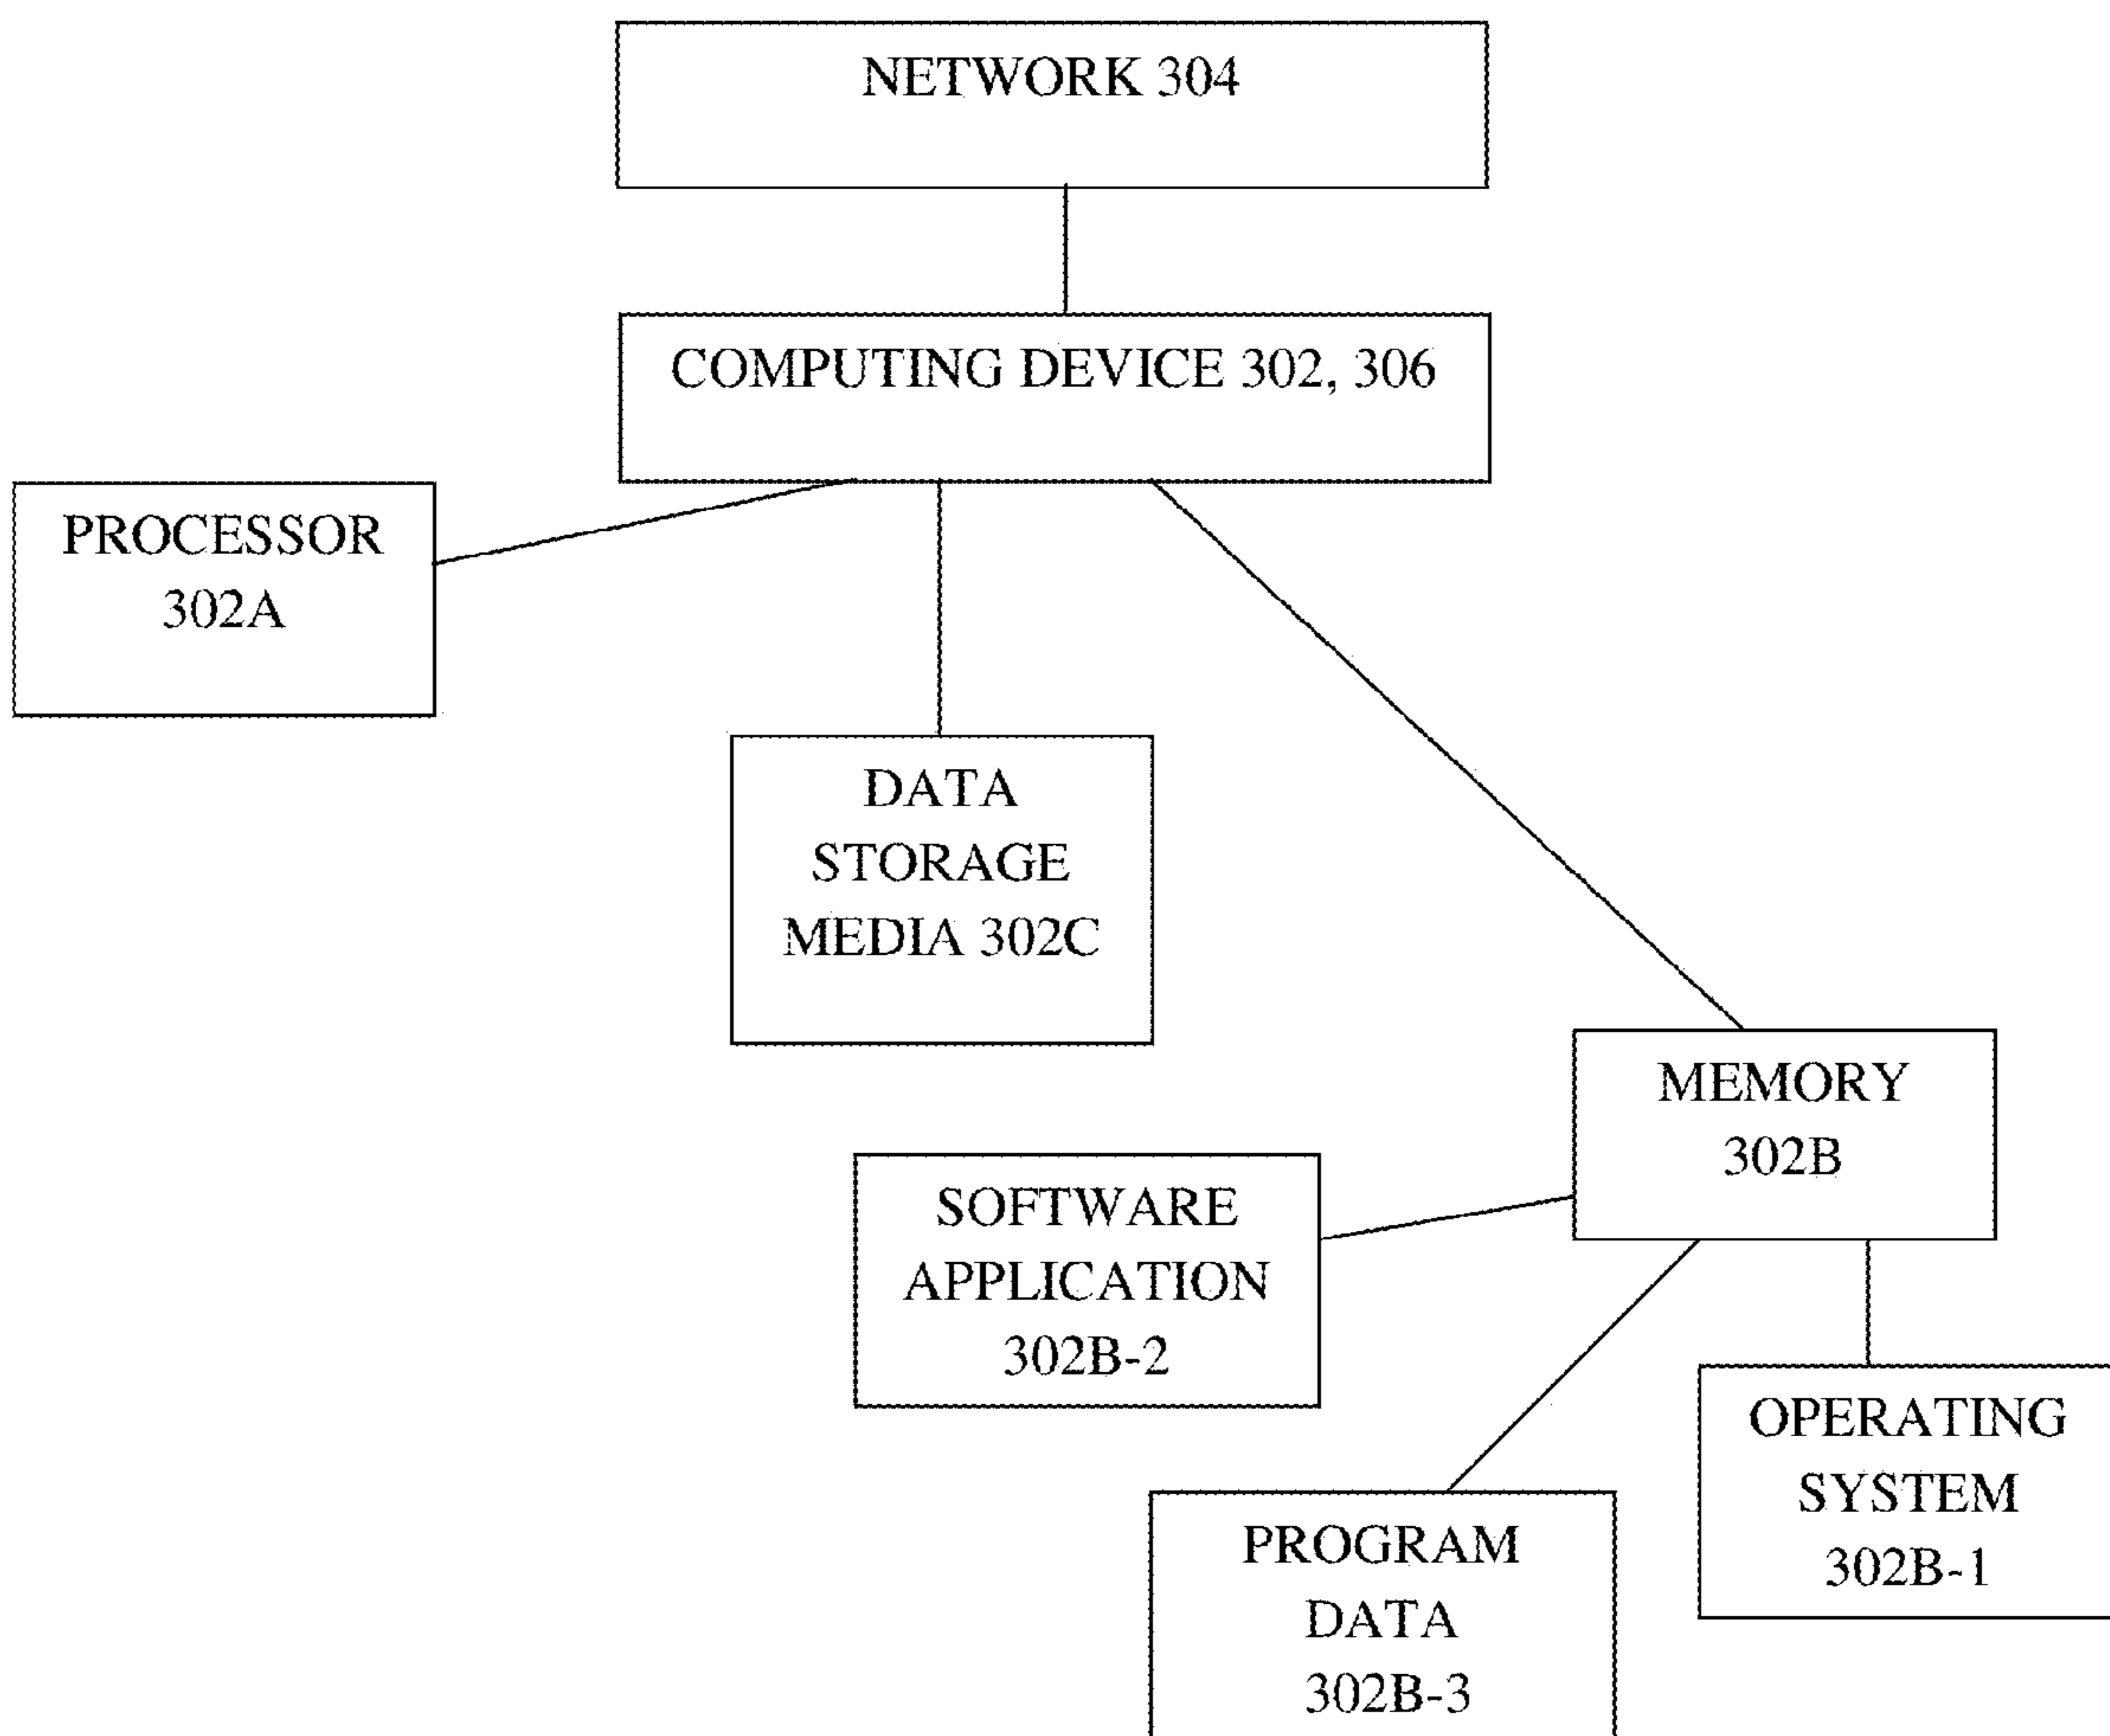 NETWORK 304
COMPUTING DEVICE 302, 306
PROCESSOR
302A
DATA
STORAGE
MEDIA 302C
MEMORY
302B
SOFTWARE
APPLICATION
302B-2
OPERATING
SYSTEM
302B-1
PROGRAM
DATA
302B-3